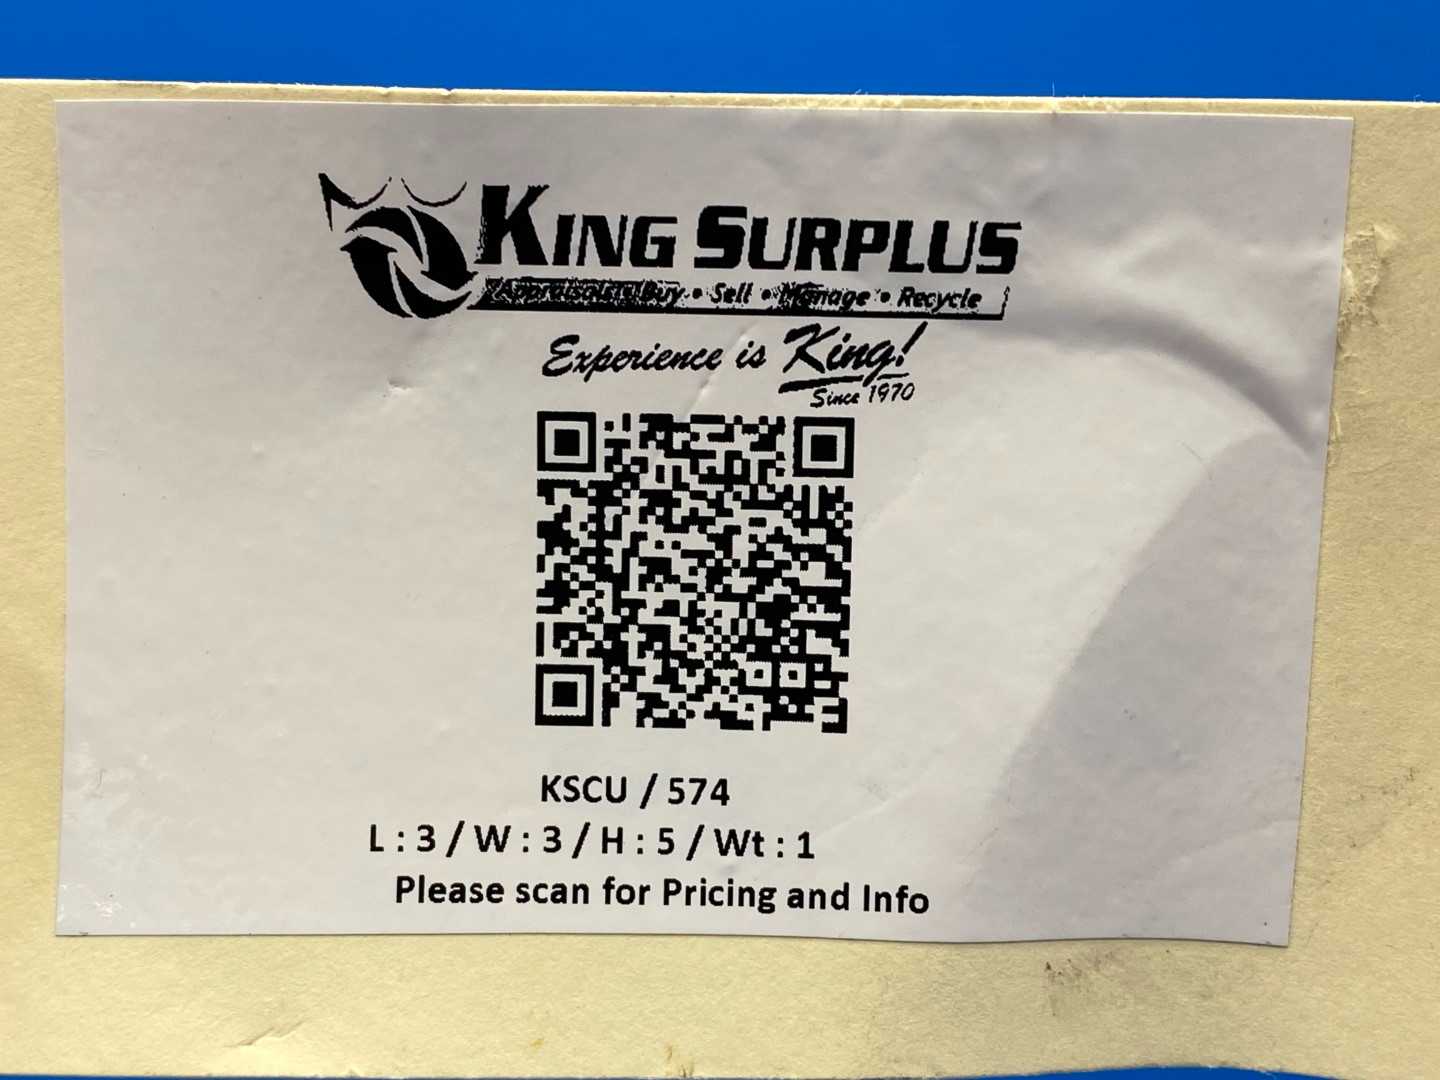 KING SURPLUS
Appraisals • Buy • Sell • Manage • Recycle
Experience is King!
Since 1970
KSCU / 574
L : 3 / W : 3 / H : 5 / Wt : 1
Please scan for Pricing and Info